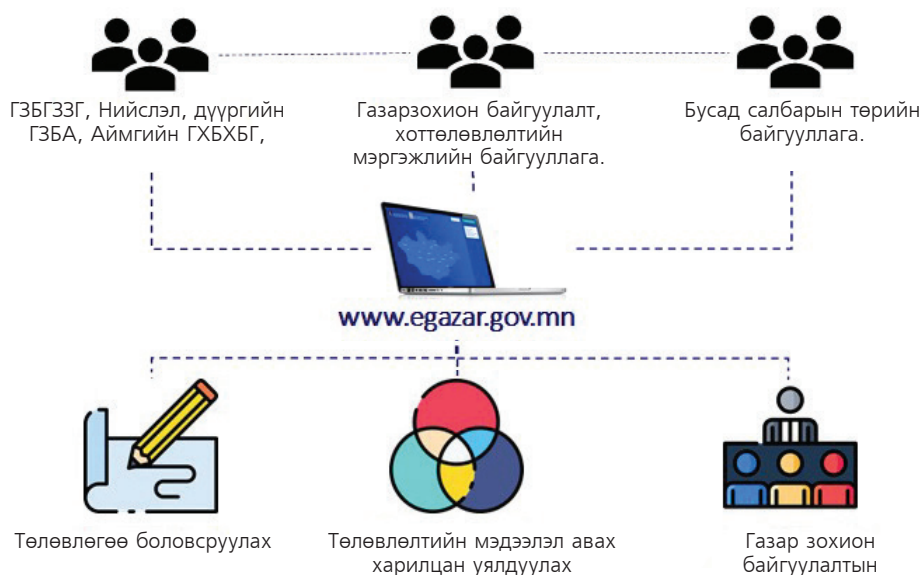 ГЗБГЗЗГ, Нийслэл, дүүргийн
ГЗБА, Аймгийн ГХБХБГ,
Газарзохион байгуулалт,
хоттөлөвлөлтийн
мэргэжлийн байгууллага.
Бусад салбарын төрийн
байгууллага.
www.egazar.gov.mn
Төлөвлөгөө боловсруулах
Төлөвлөлтийн мэдээлэл авах
харилцан уялдуулах
Газар зохион
байгуулалтын